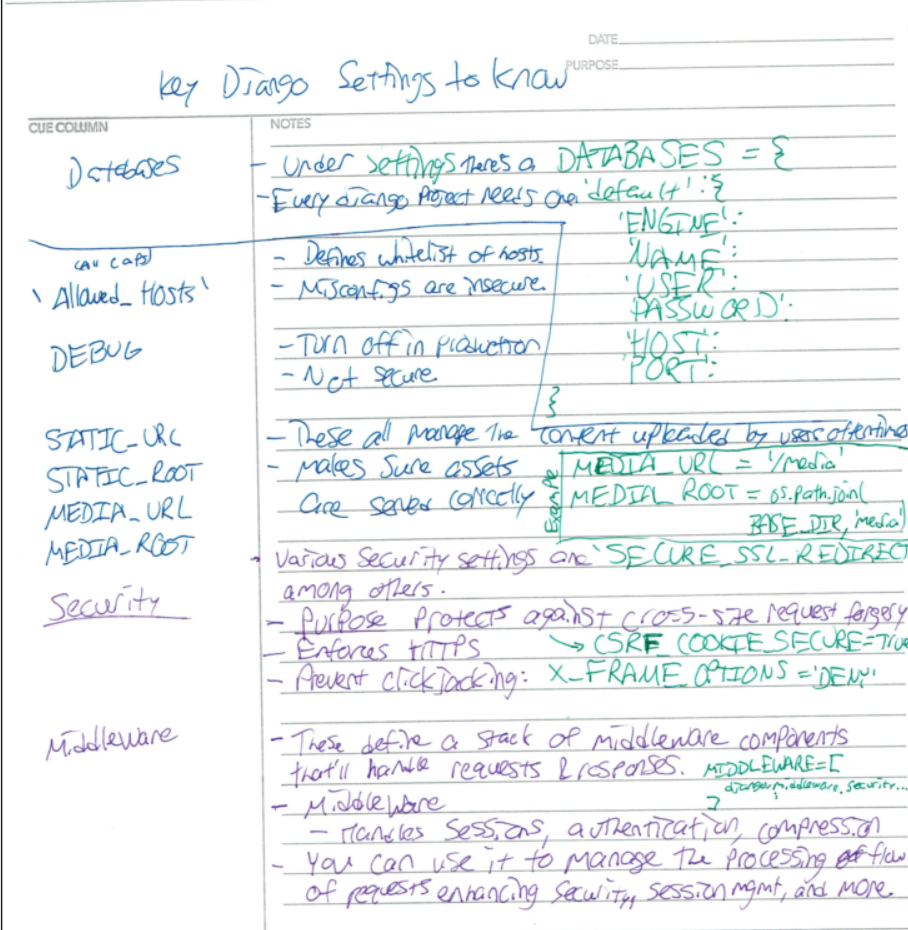 DATE
PURPOSE
Key Django Settings to know
CUE COLUMN
NOTES
Databases
- Under settings there's a DATABASES = {
- Every django project needs one 'default': {
'ENGINE':
'NAME':
'USER':
'PASSWORD':
'HOST':
'PORT':
}
(all caps)
'Allowed_Hosts'
- Defines whitelist of hosts.
- Misconfigs are insecure.
DEBUG
- Turn off in production
- Not secure
STATIC_URL
STATIC_ROOT
MEDIA_URL
MEDIA_ROOT
- These all manage the content uploaded by users oftentimes
- Makes sure assets
are served correctly
Example
MEDIA_URL = '/media'
MEDIA_ROOT = os.path.join(
BASE_DIR, 'media')
Security
- Various security settings are 'SECURE_SSL_REDIRECT
among others.
- Purpose protects against cross-site request forgery
→ CSRF_COOKIE_SECURE=True
- Enforces HTTPS
- Prevent clickjacking: X_FRAME_OPTIONS = 'DENY'
Middleware
- These define a stack of middleware components
that'll handle requests & responses. MIDDLEWARE=[
django.middleware.security...
]
- Middleware
- Handles sessions, authentication, compression
- You can use it to manage the processing of flow
of requests enhancing security, session mgmt, and more.